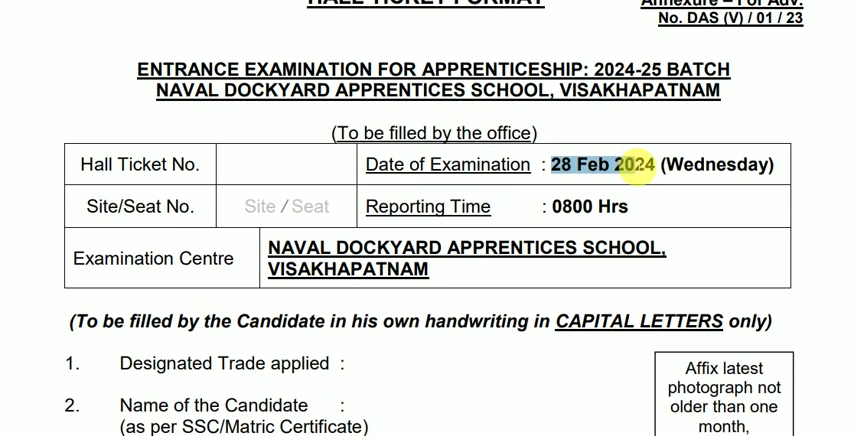 HALL TICKET FORMAT
Annexure – For Adv.
No. DAS (V) / 01 / 23
ENTRANCE EXAMINATION FOR APPRENTICESHIP: 2024-25 BATCH
NAVAL DOCKYARD APPRENTICES SCHOOL, VISAKHAPATNAM
(To be filled by the office)
Hall Ticket No. Date of Examination : 28 Feb 2024 (Wednesday)
Site/Seat No. Site / Seat Reporting Time : 0800 Hrs
Examination Centre
NAVAL DOCKYARD APPRENTICES SCHOOL,
VISAKHAPATNAM
(To be filled by the Candidate in his own handwriting in CAPITAL LETTERS only)
1. Designated Trade applied :
2. Name of the Candidate :
(as per SSC/Matric Certificate)
Affix latest
photograph not
older than one
month,